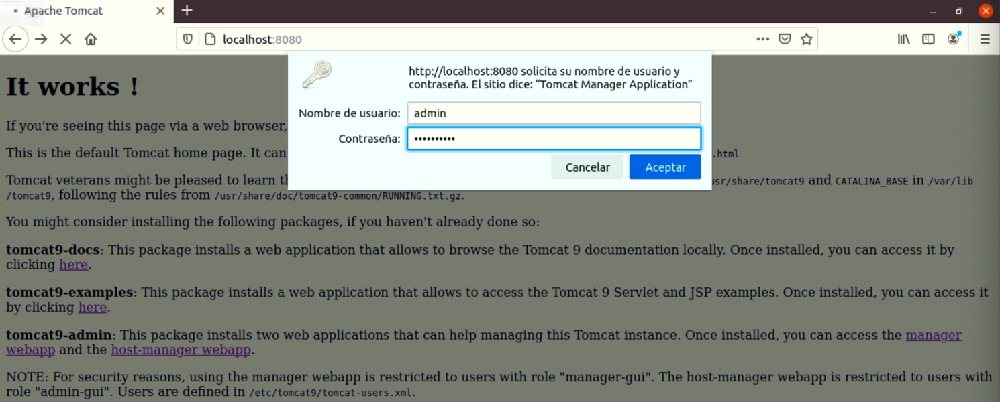 Apache Tomcat
localhost:8080
http://localhost:8080 solicita su nombre de usuario y
contraseña. El sitio dice: “Tomcat Manager Application”
Nombre de usuario: admin
Contraseña: ••••••••••
Cancelar Aceptar
It works !
If you're seeing this page via a web browser,
This is the default Tomcat home page. It can .html
Tomcat veterans might be pleased to learn usr/share/tomcat9 and CATALINA_BASE in /var/lib
/tomcat9, following the rules from /usr/share/doc/tomcat9-common/RUNNING.txt.gz.
You might consider installing the following packages, if you haven't already done so:
tomcat9-docs: This package installs a web application that allows to browse the Tomcat 9 documentation locally. Once installed, you can access it by
clicking here.
tomcat9-examples: This package installs a web application that allows to access the Tomcat 9 Servlet and JSP examples. Once installed, you can access it
by clicking here.
tomcat9-admin: This package installs two web applications that can help managing this Tomcat instance. Once installed, you can access the manager
webapp and the host-manager webapp.
NOTE: For security reasons, using the manager webapp is restricted to users with role "manager-gui". The host-manager webapp is restricted to users with
role "admin-gui". Users are defined in /etc/tomcat9/tomcat-users.xml.